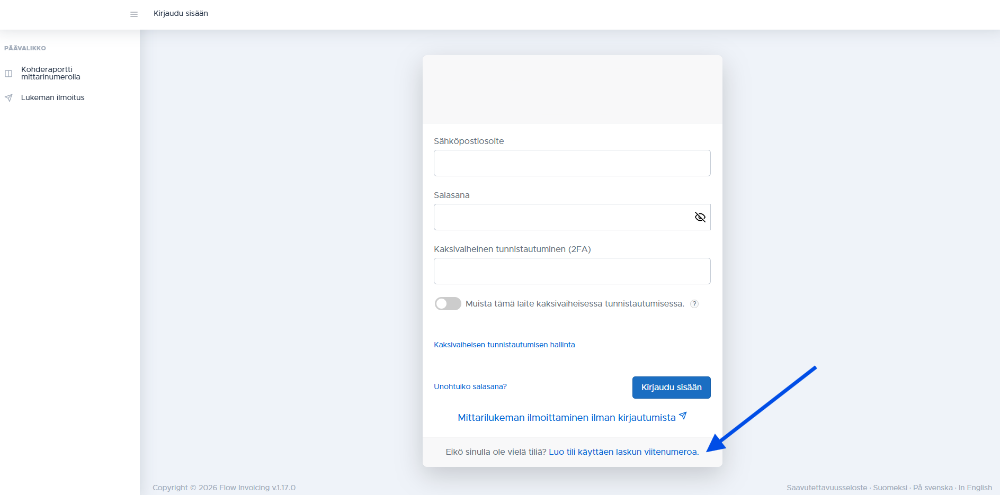 Kirjaudu sisään
PÄÄVALIKKO
Kohderaportti
mittarinumerolla
Lukeman ilmoitus
Sähköpostiosoite
Salasana
Kaksivaiheinen tunnistautuminen (2FA)
Muista tämä laite kaksivaiheisessa tunnistautumisessa. ?
Kaksivaiheisen tunnistautumisen hallinta
Unohtuiko salasana?
Kirjaudu sisään
Mittarilukeman ilmoittaminen ilman kirjautumista
Eikö sinulla ole vielä tiliä? Luo tili käyttäen laskun viitenumeroa.
Copyright © 2026 Flow Invoicing v.1.17.0
Saavutettavuusseloste · Suomeksi · På svenska · In English